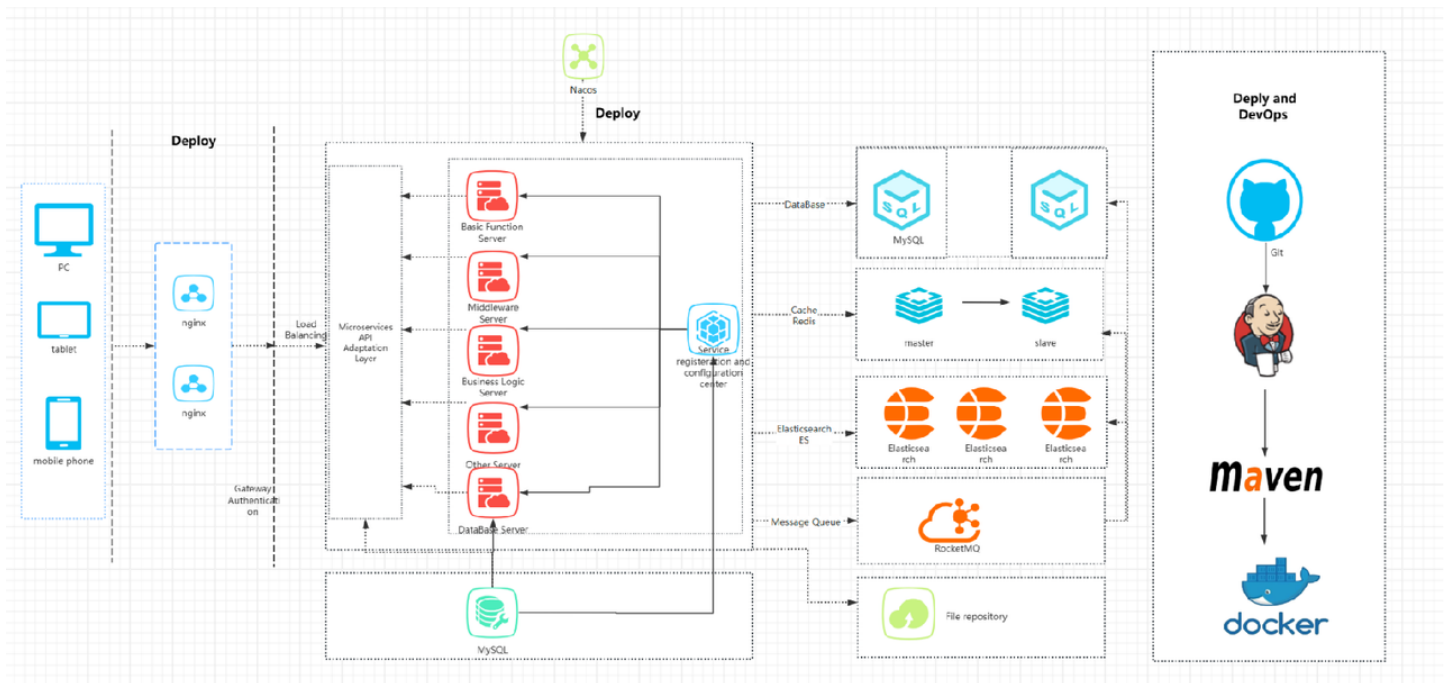 Nacos
Deploy
Deploy
PC
tablet
mobile phone
nginx
nginx
Gateway
Authenticati
on
Load
Balancing
Microservices
API
Adaptation
Layer
Basic Function
Server
Middleware
Server
Business Logic
Server
Other Server
DataBase Server
Service
registeration and
configuration
center
MySQL
DataBase
SQL
MySQL
SQL
Cache
Redis
master
slave
Elasticsearch
ES
Elasticsea
rch
Elasticsea
rch
Elasticsea
rch
Message Queue
RocketMQ
File repository
Deply and
DevOps
Git
maven
docker